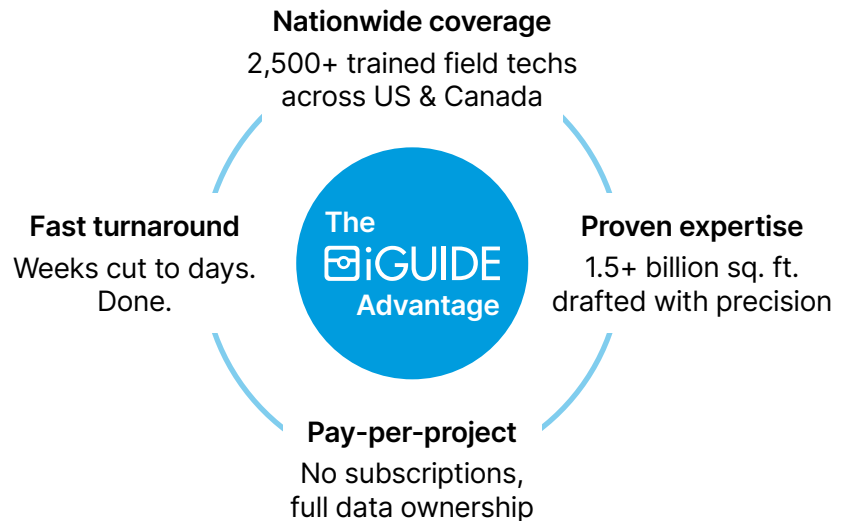 Nationwide coverage
2,500+ trained field techs
across US & Canada
Fast turnaround
Weeks cut to days.
Done.
The
iGUIDE
Advantage
Proven expertise
1.5+ billion sq. ft.
drafted with precision
Pay-per-project
No subscriptions,
full data ownership